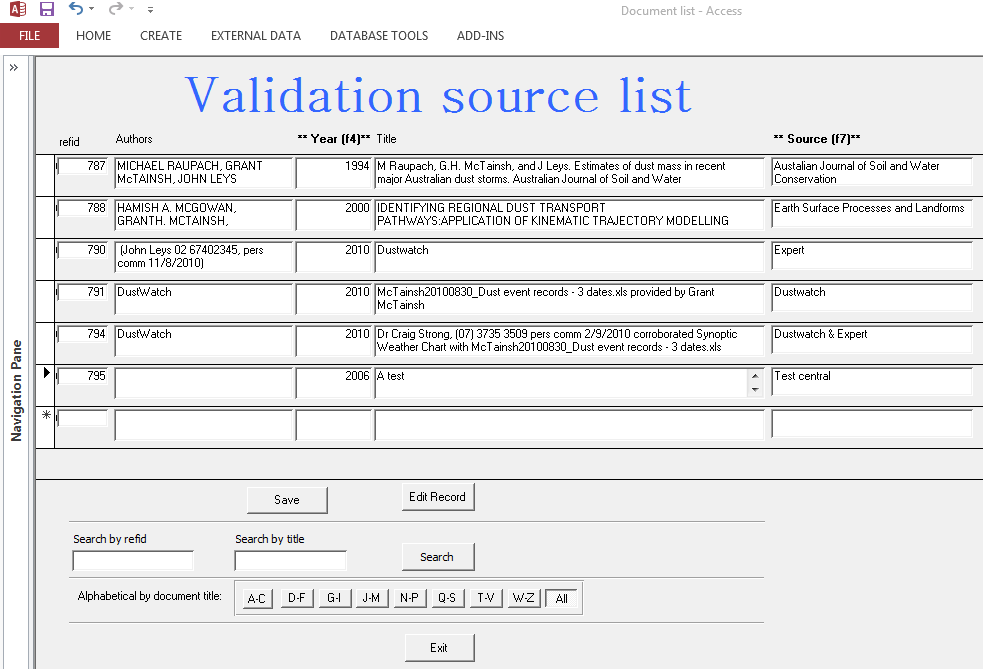 Document list - Access
FILE HOME CREATE EXTERNAL DATA DATABASE TOOLS ADD-INS
»
Navigation Pane
Validation source list
refid Authors ** Year (f4)** Title ** Source (f7)**
787 MICHAEL RAUPACH, GRANT 1994 M Raupach, G.H. McTainsh, and J Leys. Estimates of dust mass in recent Austalian Journal of Soil and Water
McTAINSH, JOHN LEYS major Australian dust storms. Australian Journal of Soil and Water Conservation
788 HAMISH A. MCGOWAN, 2000 IDENTIFYING REGIONAL DUST TRANSPORT Earth Surface Processes and Landforms
GRANTH. MCTAINSH, PATHWAYS:APPLICATION OF KINEMATIC TRAJECTORY MODELLING
790 (John Leys 02 67402345, pers 2010 Dustwatch Expert
comm 11/8/2010)
791 DustWatch 2010 McTainsh20100830_Dust event records - 3 dates.xls provided by Grant Dustwatch
McTainsh
794 DustWatch 2010 Dr Craig Strong, (07) 3735 3509 pers comm 2/9/2010 corroborated Synoptic Dustwatch & Expert
Weather Chart with McTainsh20100830_Dust event records - 3 dates.xls
795 2006 A test Test central
*
Save Edit Record
Search by refid Search by title
Search
Alphabetical by document title: A-C D-F G-I J-M N-P Q-S T-V W-Z All
Exit